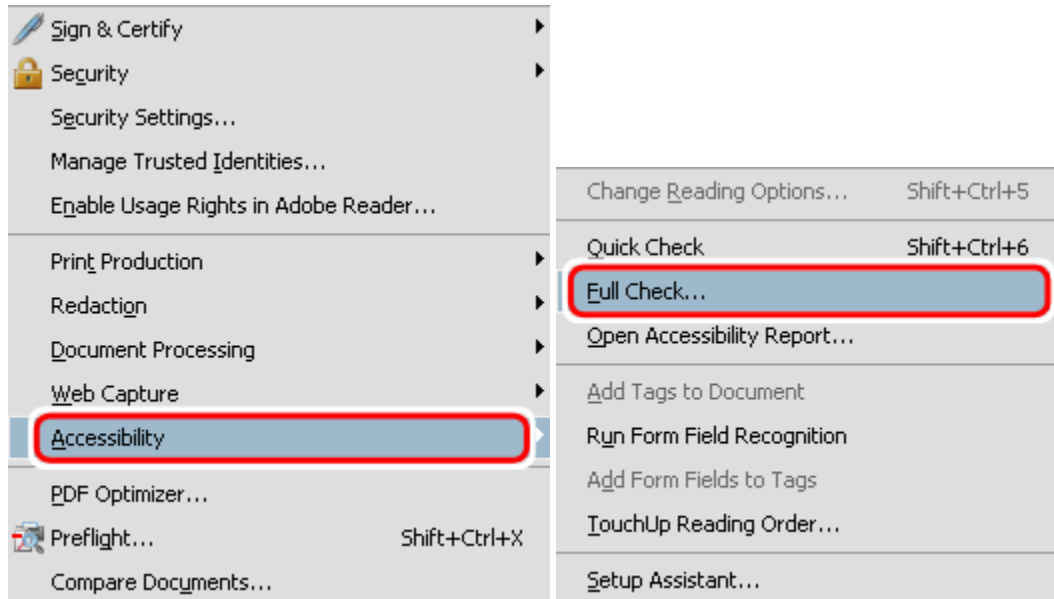 Sign & Certify
Security
Security Settings...
Manage Trusted Identities...
Enable Usage Rights in Adobe Reader...
Print Production
Redaction
Document Processing
Web Capture
Accessibility
PDF Optimizer...
Preflight... Shift+Ctrl+X
Compare Documents...
Change Reading Options... Shift+Ctrl+5
Quick Check Shift+Ctrl+6
Full Check...
Open Accessibility Report...
Add Tags to Document
Run Form Field Recognition
Add Form Fields to Tags
TouchUp Reading Order...
Setup Assistant...